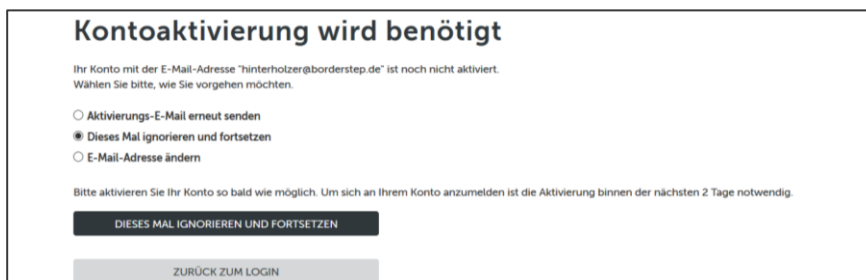 Kontoaktivierung wird benötigt
Ihr Konto mit der E-Mail-Adresse "hinterholzer@borderstep.de" ist noch nicht aktiviert.
Wählen Sie bitte, wie Sie vorgehen möchten.
Aktivierungs-E-Mail erneut senden
Dieses Mal ignorieren und fortsetzen
E-Mail-Adresse ändern
Bitte aktivieren Sie Ihr Konto so bald wie möglich. Um sich an Ihrem Konto anzumelden ist die Aktivierung binnen der nächsten 2 Tage notwendig.
DIESES MAL IGNORIEREN UND FORTSETZEN
ZURÜCK ZUM LOGIN